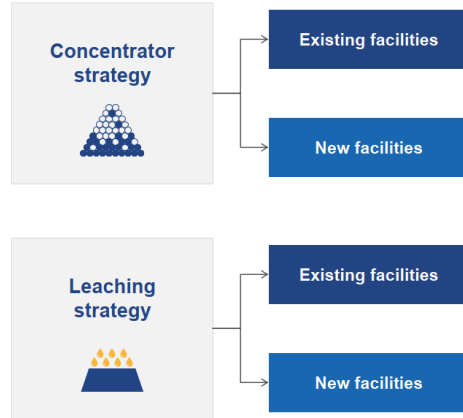 Concentrator
strategy
Existing facilities
New facilities
Leaching
strategy
Existing facilities
New facilities